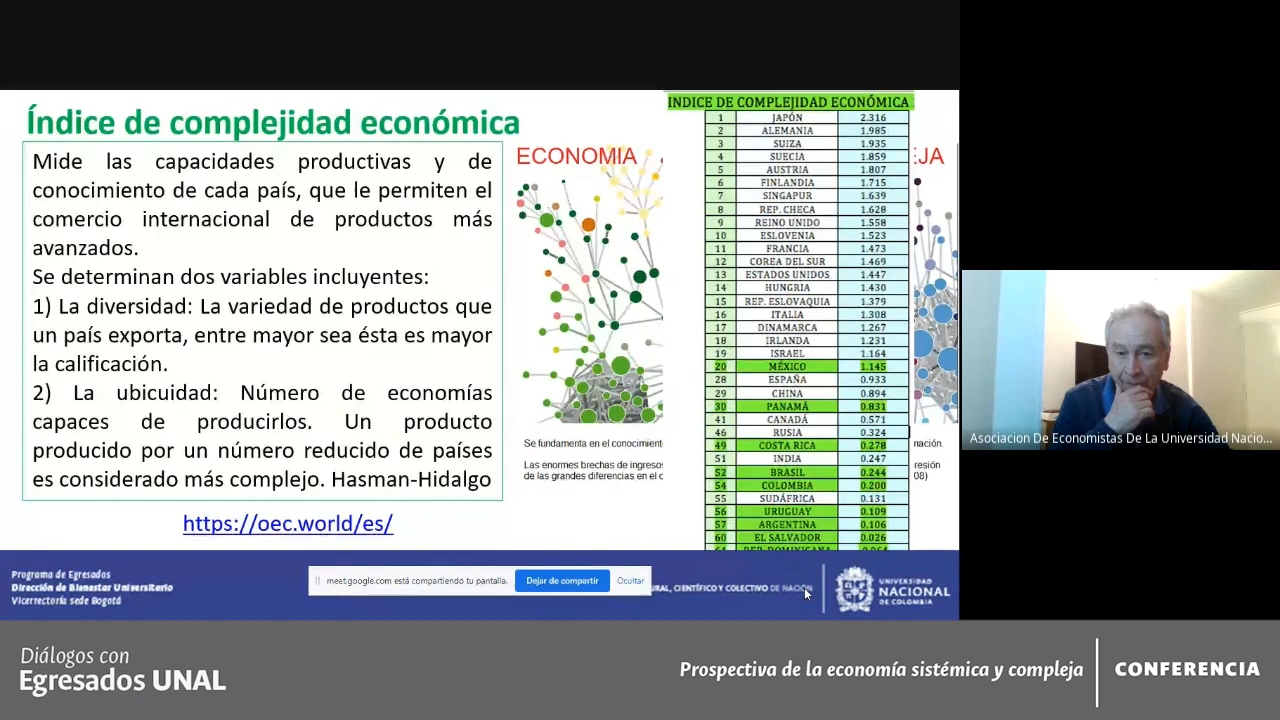 Índice de complejidad económica
Mide las capacidades productivas y de
conocimiento de cada país, que le permiten el
comercio internacional de productos más
avanzados.
Se determinan dos variables incluyentes:
1) La diversidad: La variedad de productos que
un país exporta, entre mayor sea ésta es mayor
la calificación.
2) La ubicuidad: Número de economías
capaces de producirlos. Un producto
producido por un número reducido de países
es considerado más complejo. Hasman-Hidalgo
https://oec.world/es/
ECONOMIA
EJA
Se fundamenta en el conocimient
nación.
Las enormes brechas de ingreso
resión
de las grandes diferencias en el c
08)
INDICE DE COMPLEJIDAD ECONÓMICA
1 JAPÓN 2.316
2 ALEMANIA 1.985
3 SUIZA 1.935
4 SUECIA 1.859
5 AUSTRIA 1.807
6 FINLANDIA 1.715
7 SINGAPUR 1.639
8 REP. CHECA 1.628
9 REINO UNIDO 1.558
10 ESLOVENIA 1.523
11 FRANCIA 1.473
12 COREA DEL SUR 1.469
13 ESTADOS UNIDOS 1.447
14 HUNGRIA 1.430
15 REP. ESLOVAQUIA 1.379
16 ITALIA 1.308
17 DINAMARCA 1.267
18 IRLANDA 1.231
19 ISRAEL 1.164
20 MÉXICO 1.145
28 ESPAÑA 0.933
29 CHINA 0.894
30 PANAMÁ 0.831
41 CANADÁ 0.571
46 RUSIA 0.324
49 COSTA RICA 0.278
51 INDIA 0.247
52 BRASIL 0.244
54 COLOMBIA 0.200
55 SUDÁFRICA 0.131
56 URUGUAY 0.109
57 ARGENTINA 0.106
60 EL SALVADOR 0.026
REP. DOMINICANA
Asociacion De Economistas De La Universidad Nacio...
Programa de Egresados
Dirección de Bienestar Universitario
Vicerrectoría sede Bogotá
meet.google.com está compartiendo tu pantalla.
Dejar de compartir
Ocultar
URAL, CIENTÍFICO Y COLECTIVO DE NACIÓN
UNIVERSIDAD
NACIONAL
DE COLOMBIA
Diálogos con
Egresados UNAL
Prospectiva de la economía sistémica y compleja
CONFERENCIA